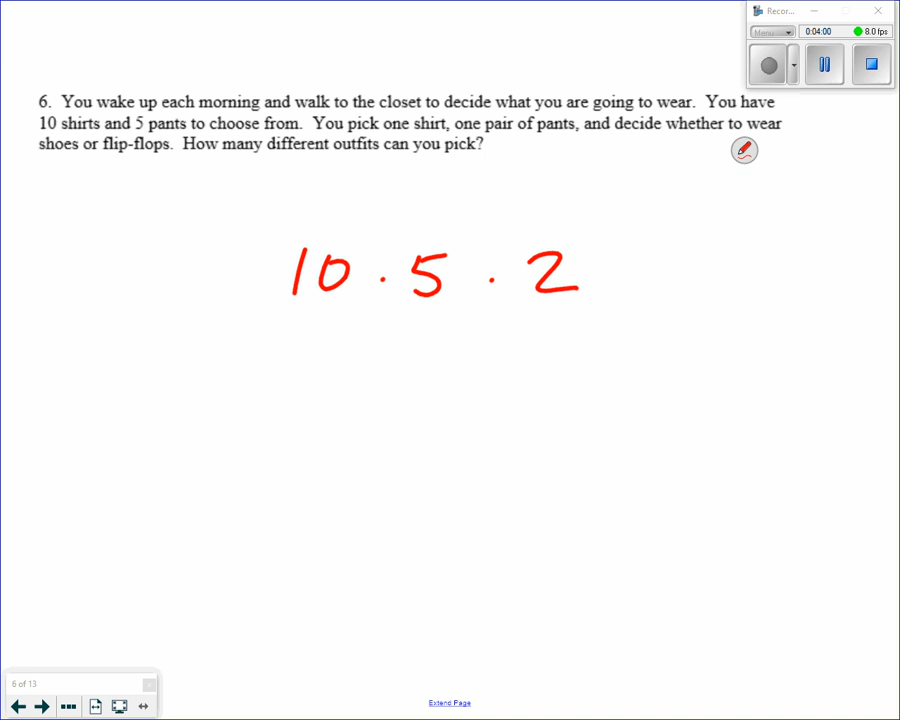 Recor...
Menu
0:04:00
8.0 fps
6. You wake up each morning and walk to the closet to decide what you are going to wear. You have
10 shirts and 5 pants to choose from. You pick one shirt, one pair of pants, and decide whether to wear
shoes or flip-flops. How many different outfits can you pick?
10 · 5 · 2
6 of 13
Extend Page